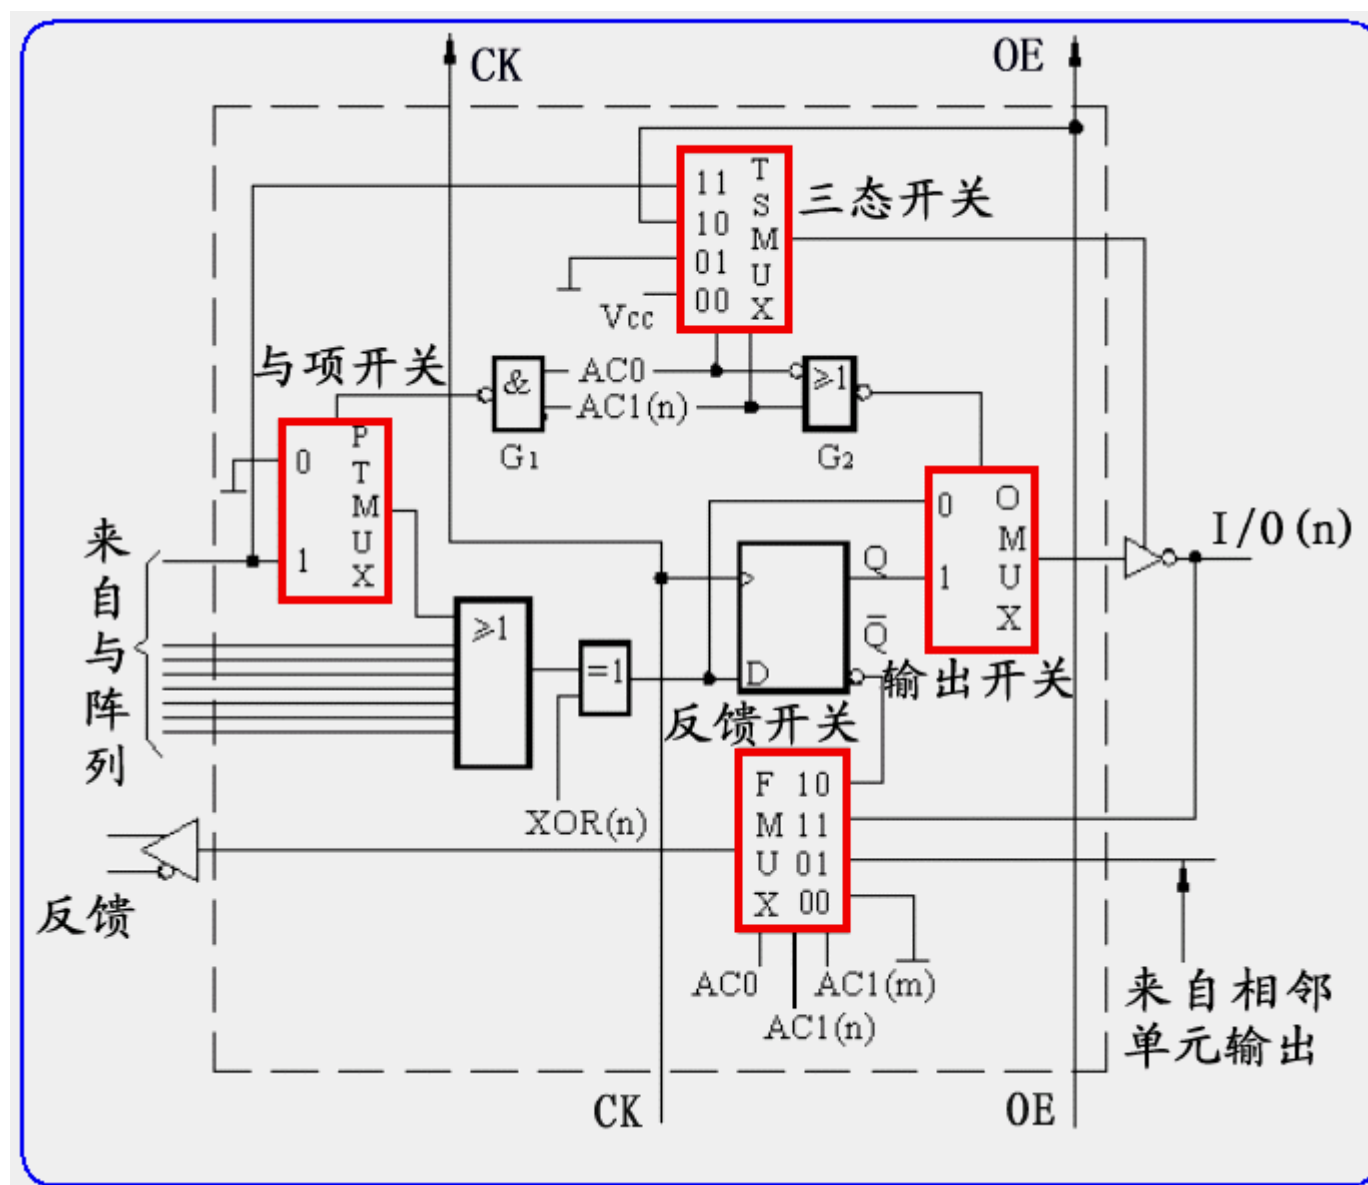 CK
OE
11
10
01
00
T
S
M
U
X
三态开关
Vcc
与项开关
&
AC0
AC1(n)
≥1
G1
G2
0
1
P
T
M
U
X
0
1
O
M
U
X
I/O(n)
来
自
与
阵
列
≥1
=1
Q
Q̅
D
输出开关
反馈开关
XOR(n)
F 10
M 11
U 01
X 00
反馈
AC0
AC1(m)
AC1(n)
来自相邻
单元输出
CK
OE